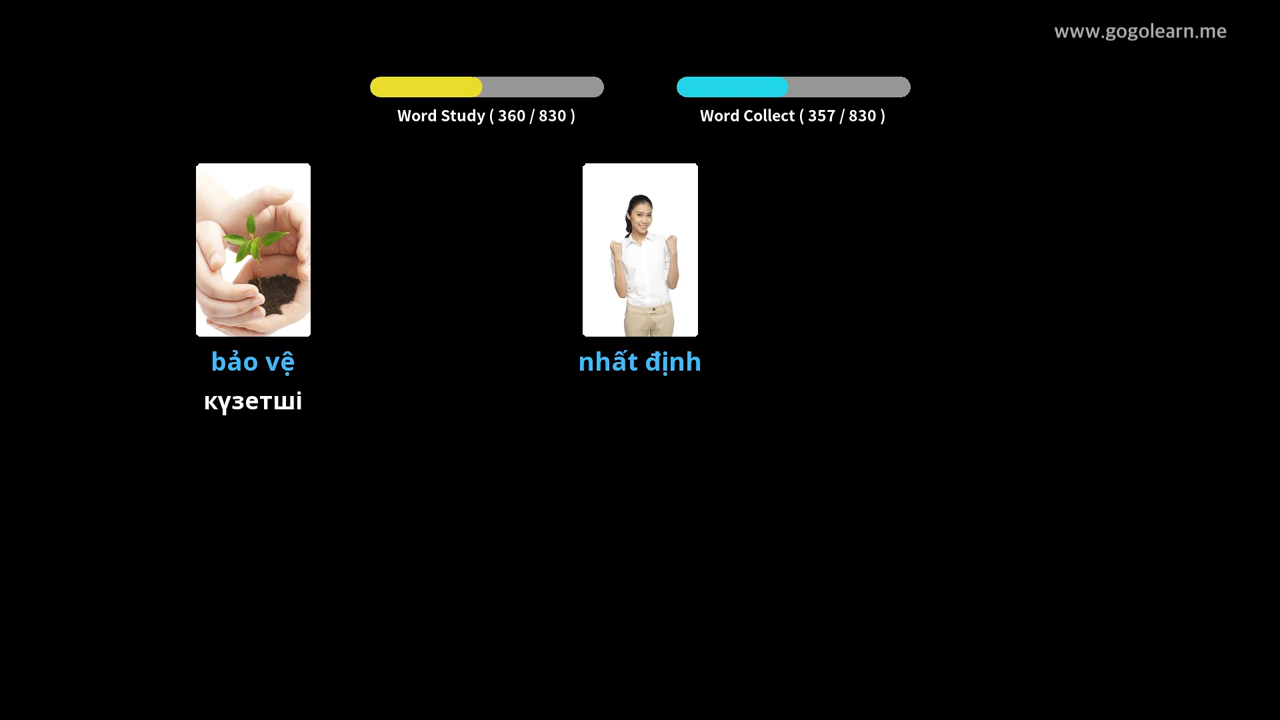 www.gogolearn.me
Word Study ( 360 / 830 )
Word Collect ( 357 / 830 )
bảo vệ
nhất định
күзетші